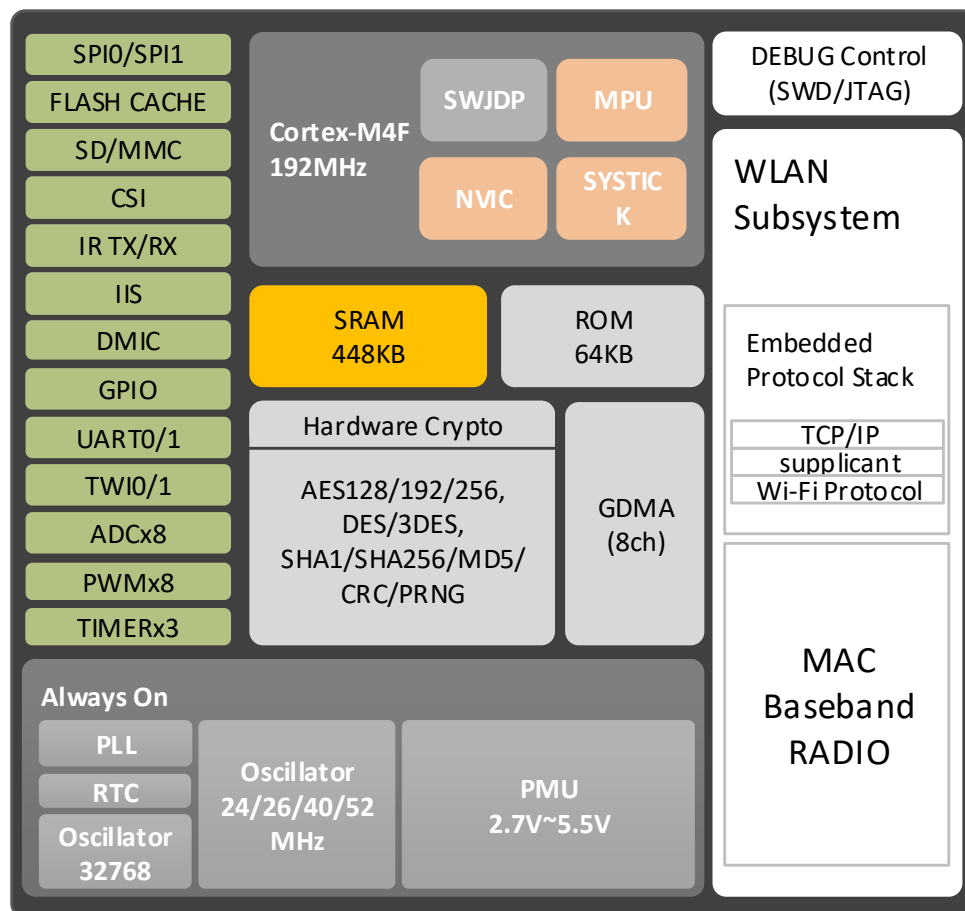 SPI0/SPI1
FLASH CACHE
SD/MMC
CSI
IR TX/RX
IIS
DMIC
GPIO
UART0/1
TWI0/1
ADCx8
PWMx8
TIMERx3
Cortex-M4F
192MHz
SWJDP
MPU
NVIC
SYSTIC
K
SRAM
448KB
ROM
64KB
Hardware Crypto
AES128/192/256,
DES/3DES,
SHA1/SHA256/MD5/
CRC/PRNG
GDMA
(8ch)
DEBUG Control
(SWD/JTAG)
WLAN
Subsystem
Embedded
Protocol Stack
TCP/IP
supplicant
Wi-Fi Protocol
MAC
Baseband
RADIO
Always On
PLL
RTC
Oscillator
32768
Oscillator
24/26/40/52
MHz
PMU
2.7V~5.5V